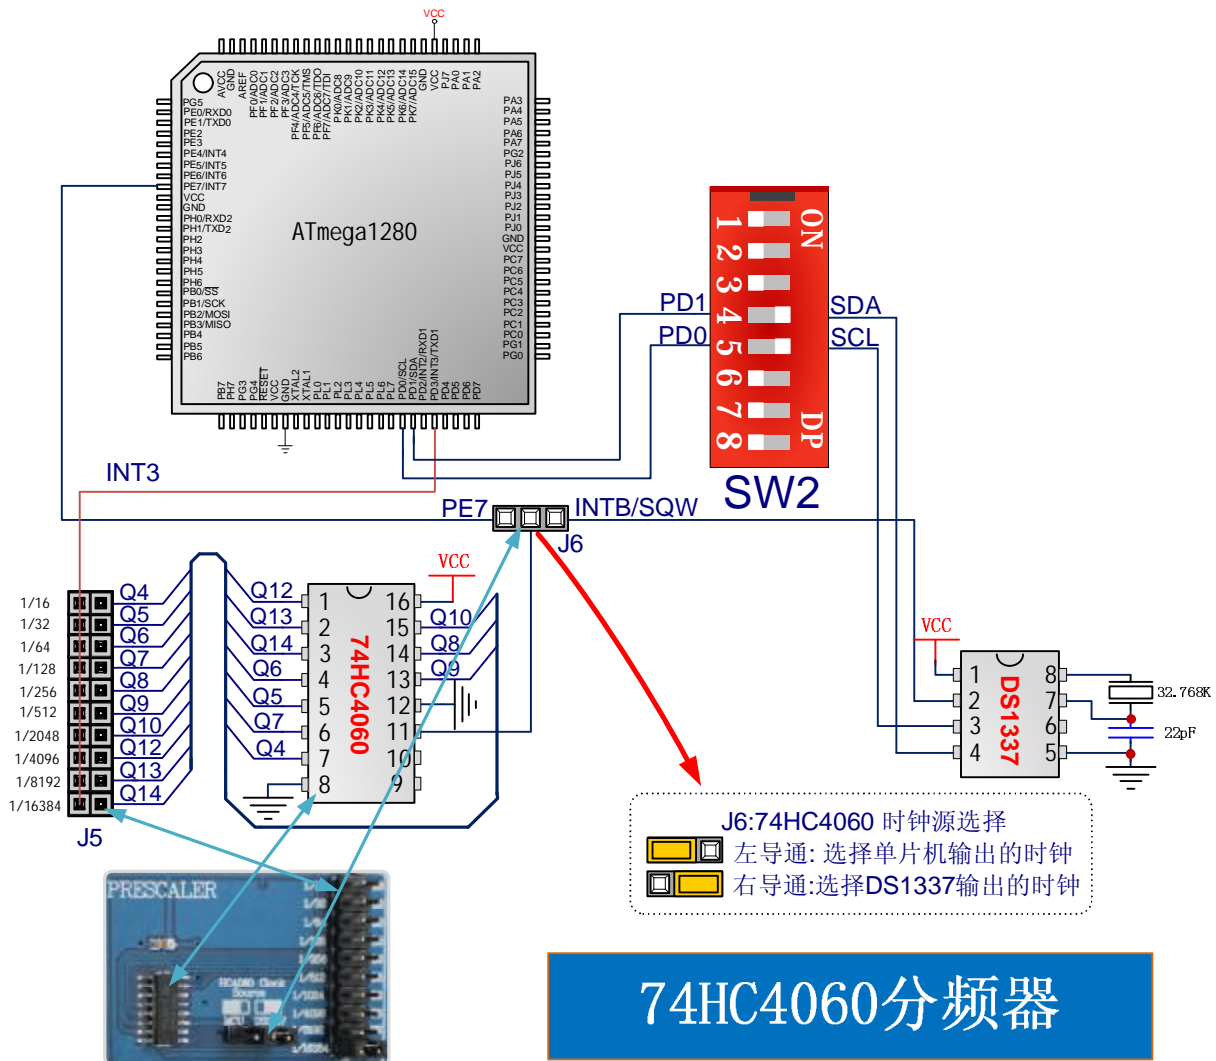 VCC
AVCC
GND
AREF
PF0/ADC0
PF1/ADC1
PF2/ADC2
PF3/ADC3
PF4/ADC4/TCK
PF5/ADC5/TMS
PF6/ADC6/TDO
PF7/ADC7/TDI
PK0/ADC8
PK1/ADC9
PK2/ADC10
PK3/ADC11
PK4/ADC12
PK5/ADC13
PK6/ADC14
PK7/ADC15
GND
VCC
PJ7
PA0
PA1
PA2
PG5
PE0/RXD0
PE1/TXD0
PE2
PE3
PE4/INT4
PE5/INT5
PE6/INT6
PE7/INT7
VCC
GND
PH0/RXD2
PH1/TXD2
PH2
PH3
PH4
PH5
PH6
PB0/SS
PB1/SCK
PB2/MOSI
PB3/MISO
PB4
PB5
PB6
ATmega1280
PA3
PA4
PA5
PA6
PA7
PG2
PJ6
PJ5
PJ4
PJ3
PJ2
PJ1
PJ0
GND
VCC
PC7
PC6
PC5
PC4
PC3
PC2
PC1
PC0
PG1
PG0
PB7
PH7
PG3
PG4
RESET
VCC
GND
XTAL2
XTAL1
PL0
PL1
PL2
PL3
PL4
PL5
PL6
PL7
PD0/SCL
PD1/SDA
PD2/INT2/RXD1
PD3/INT3/TXD1
PD4
PD5
PD6
PD7
ON
1
2
3
4
5
6
7
8
DP
PD1
PD0
SDA
SCL
SW2
INT3
PE7
INTB/SQW
J6
1/16
1/32
1/64
1/128
1/256
1/512
1/2048
1/4096
1/8192
1/16384
Q4
Q5
Q6
Q7
Q8
Q9
Q10
Q12
Q13
Q14
J5
Q12
Q13
Q14
Q6
Q5
Q7
Q4
1
2
3
4
5
6
7
8
74HC4060
16
15
14
13
12
11
10
9
VCC
Q10
Q8
Q9
VCC
1
2
3
4
DS1337
8
7
6
5
32.768K
22pF
J6:74HC4060 时钟源选择
左导通: 选择单片机输出的时钟
右导通:选择DS1337输出的时钟
PRESCALER
HC4060 Clock
Source
MCU
74HC4060分频器